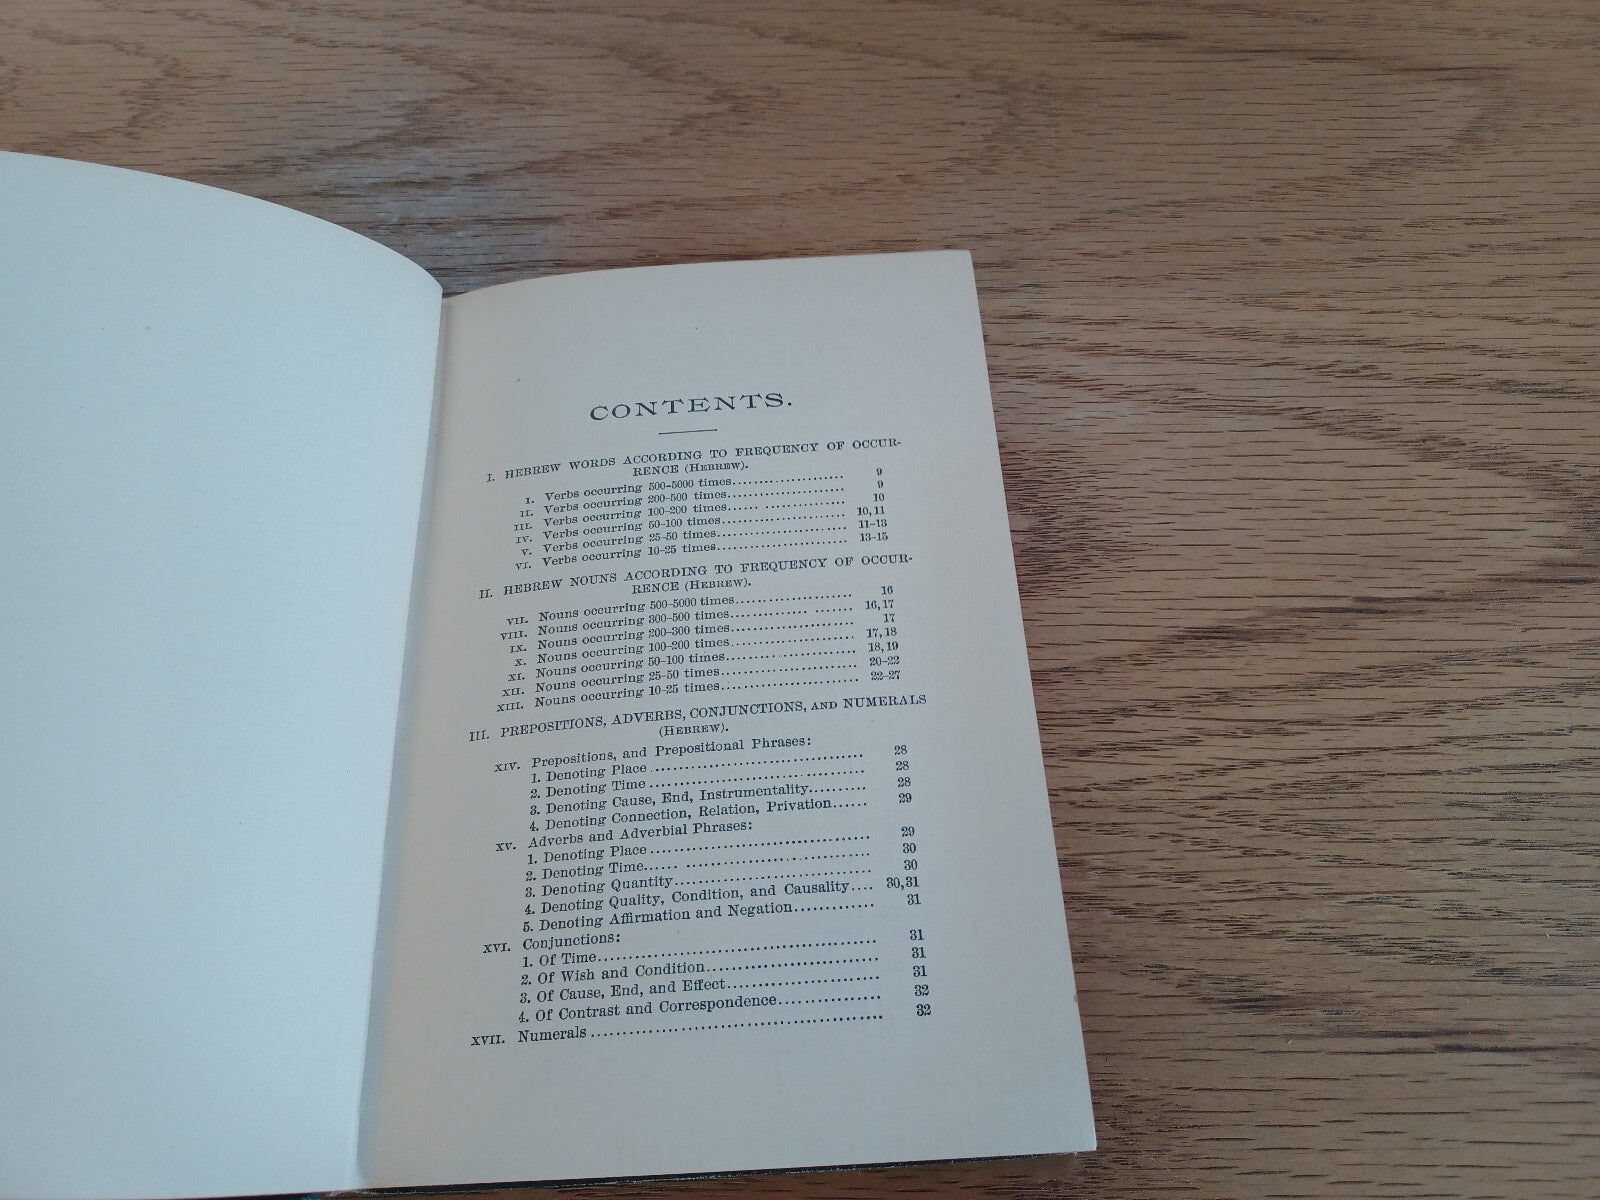 CONTENTS.
I. HEBREW WORDS ACCORDING TO FREQUENCY OF OCCUR-
RENCE (HEBREW).
I. Verbs occurring 500-5000 times..................... 9
II. Verbs occurring 200-500 times...................... 9
III. Verbs occurring 100-200 times...... ............... 10
IV. Verbs occurring 50-100 times....................... 10,11
V. Verbs occurring 25-50 times........................ 11-13
VI. Verbs occurring 10-25 times........................ 13-15
II. HEBREW NOUNS ACCORDING TO FREQUENCY OF OCCUR-
RENCE (HEBREW).
VII. Nouns occurring 500-5000 times..................... 16
VIII. Nouns occurring 300-500 times............... ....... 16,17
IX. Nouns occurring 200-300 times...................... 17
X. Nouns occurring 100-200 times...................... 17,18
XI. Nouns occurring 50-100 times....................... 18,19
XII. Nouns occurring 25-50 times........................ 20-22
XIII. Nouns occurring 10-25 times........................ 22-27
III. PREPOSITIONS, ADVERBS, CONJUNCTIONS, AND NUMERALS
(HEBREW).
XIV. Prepositions, and Prepositional Phrases:
1. Denoting Place.................................. 28
2. Denoting Time................................... 28
3. Denoting Cause, End, Instrumentality.......... 28
4. Denoting Connection, Relation, Privation...... 29
XV. Adverbs and Adverbial Phrases:
1. Denoting Place.................................. 29
2. Denoting Time..... ............................. 30
3. Denoting Quantity.............................. 30
4. Denoting Quality, Condition, and Causality.... 30,31
5. Denoting Affirmation and Negation............. 31
XVI. Conjunctions:
1. Of Time.......................................... 31
2. Of Wish and Condition.......................... 31
3. Of Cause, End, and Effect....................... 31
4. Of Contrast and Correspondence............... 32
XVII. Numerals............................................ 32